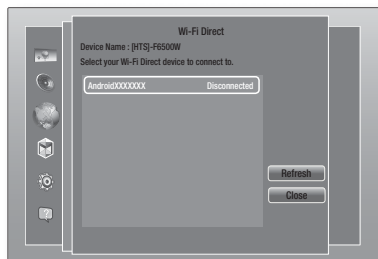 Wi-Fi Direct
Device Name : [HTS]-F6500W
Select your Wi-Fi Direct device to connect to.
AndroidXXXXXXX Disconnected
Refresh
Close
?